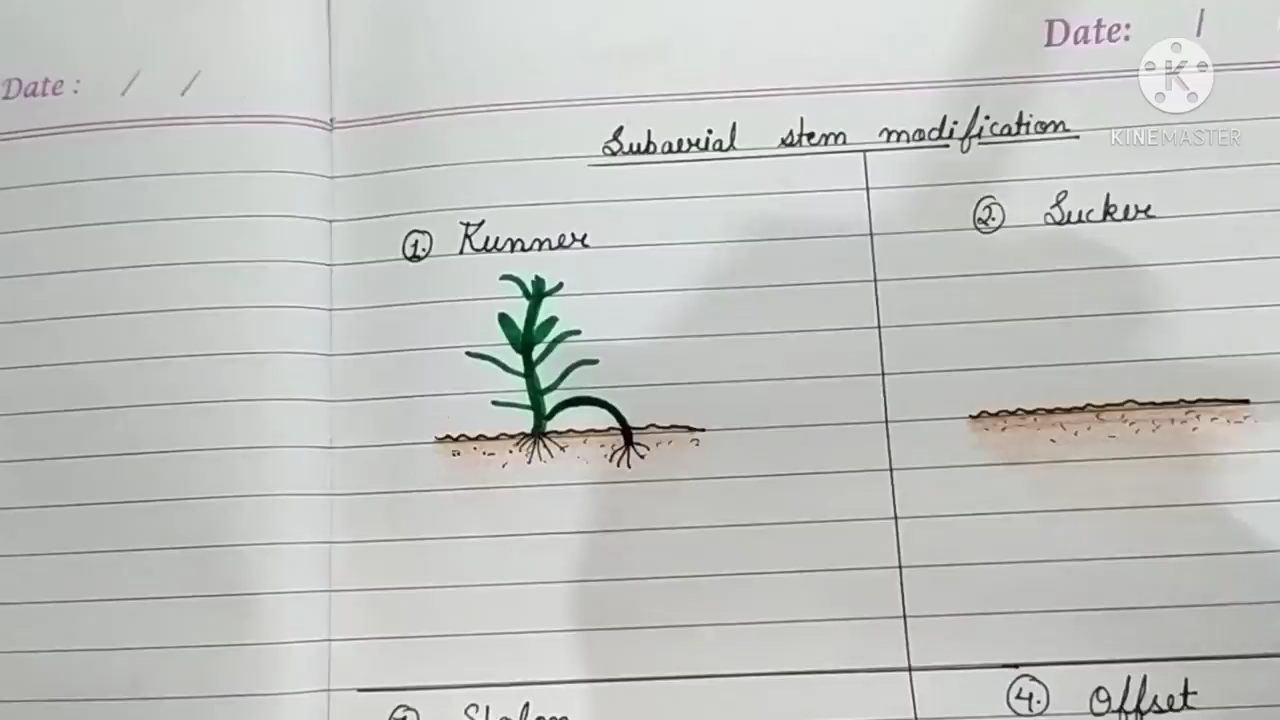 Date: /
Date : / /
KINEMASTER
Subaerial stem modification
1. Runner
2. Sucker
4. Offset